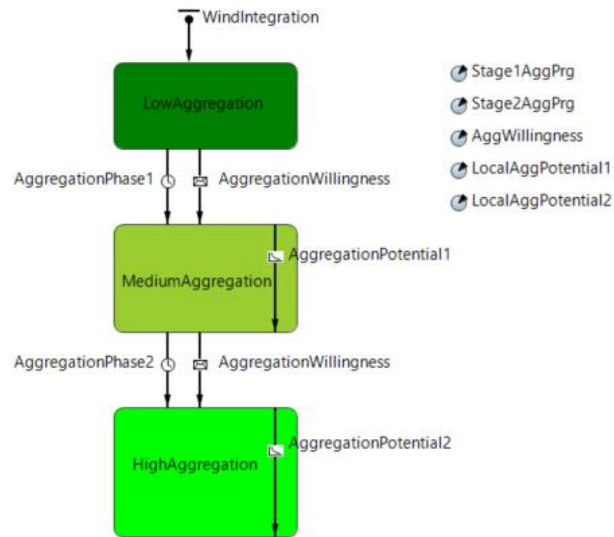 WindIntegration
LowAggregation
AggregationPhase1
AggregationWillingness
MediumAggregation
AggregationPotential1
AggregationPhase2
AggregationWillingness
HighAggregation
AggregationPotential2
Stage1AggPrg
Stage2AggPrg
AggWillingness
LocalAggPotential1
LocalAggPotential2